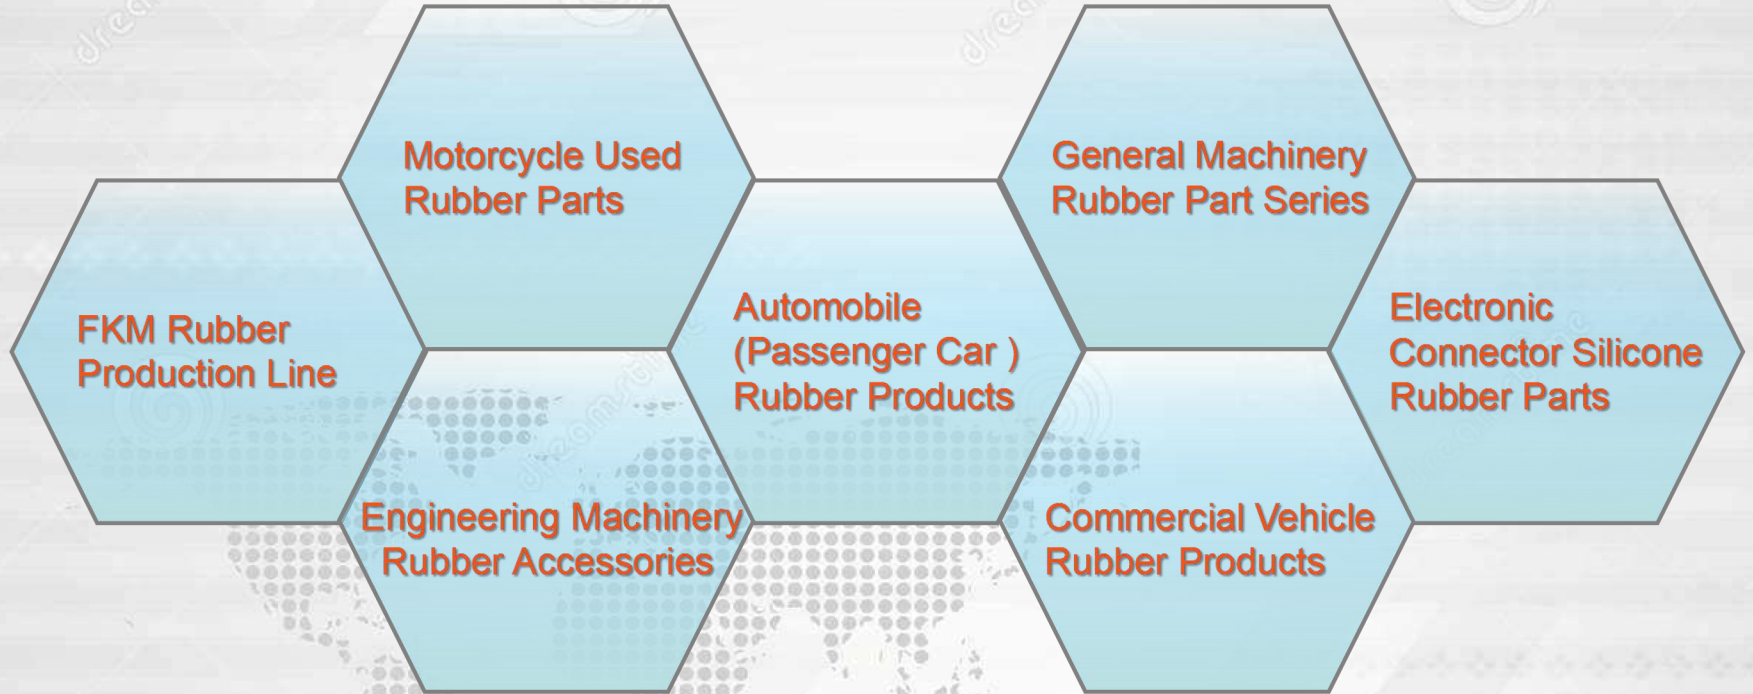 Motorcycle Used
Rubber Parts
General Machinery
Rubber Part Series
FKM Rubber
Production Line
Automobile
(Passenger Car )
Rubber Products
Electronic
Connector Silicone
Rubber Parts
Engineering Machinery
Rubber Accessories
Commercial Vehicle
Rubber Products